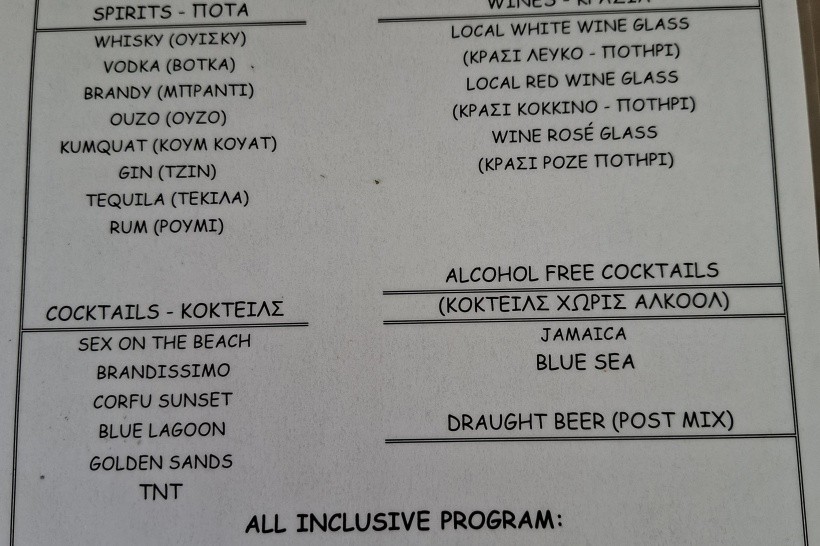 SPIRITS - ΠΟΤΑ
WHISKY (ΟΥΙΣΚΥ)
VODKA (ΒΟΤΚΑ)
BRANDY (ΜΠΡΑΝΤΙ)
OUZO (ΟΥΖΟ)
KUMQUAT (ΚΟΥΜ ΚΟΥΑΤ)
GIN (ΤΖΙΝ)
TEQUILA (ΤΕΚΙΛΑ)
RUM (ΡΟΥΜΙ)
COCKTAILS - ΚΟΚΤΕΙΛΣ
SEX ON THE BEACH
BRANDISSIMO
CORFU SUNSET
BLUE LAGOON
GOLDEN SANDS
TNT
WINES - ΚΡΑΣΙΑ
LOCAL WHITE WINE GLASS
(ΚΡΑΣΙ ΛΕΥΚΟ - ΠΟΤΗΡΙ)
LOCAL RED WINE GLASS
(ΚΡΑΣΙ ΚΟΚΚΙΝΟ - ΠΟΤΗΡΙ)
WINE ROSÉ GLASS
(ΚΡΑΣΙ ΡΟΖΕ ΠΟΤΗΡΙ)
ALCOHOL FREE COCKTAILS
(ΚΟΚΤΕΙΛΣ ΧΩΡΙΣ ΑΛΚΟΟΛ)
JAMAICA
BLUE SEA
DRAUGHT BEER (POST MIX)
ALL INCLUSIVE PROGRAM: